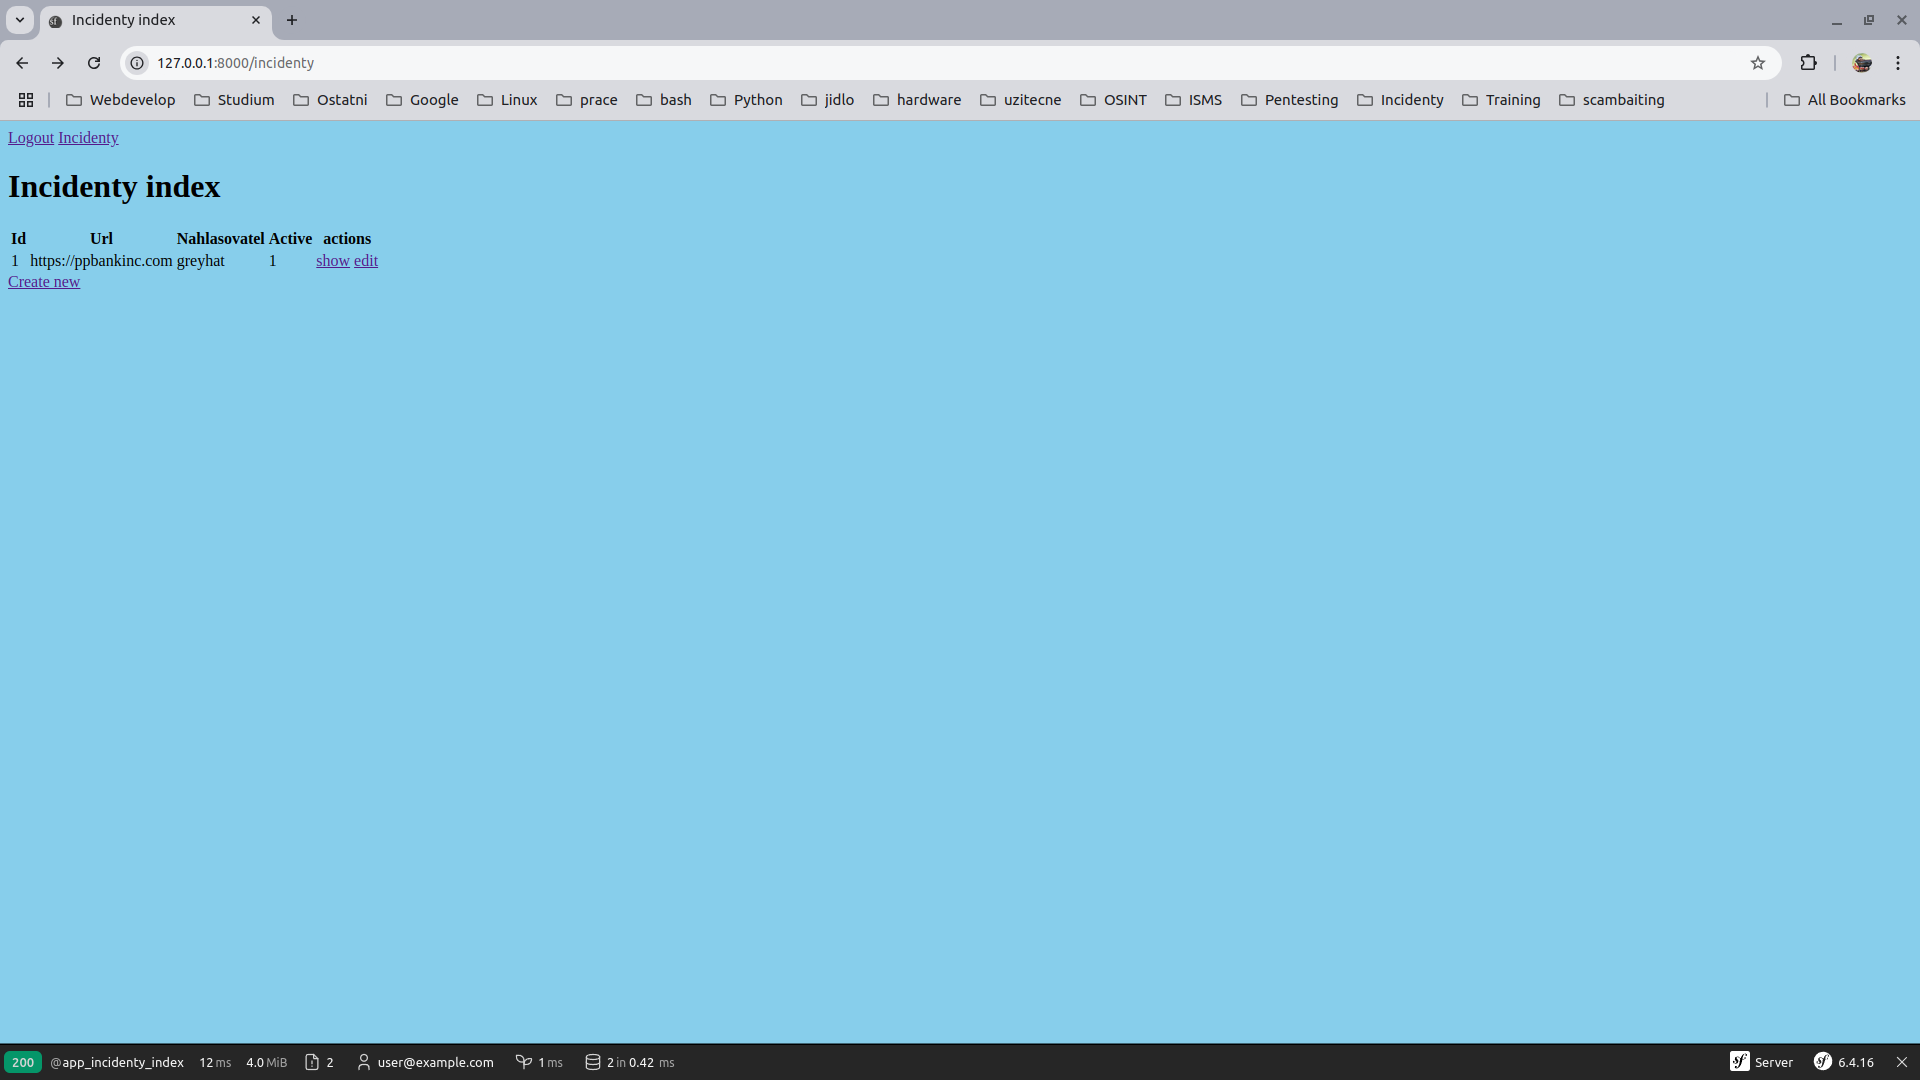 Incidenty index
127.0.0.1:8000/incidenty
Webdevelop Studium Ostatni Google Linux prace bash Python jidlo hardware uzitecne OSINT ISMS Pentesting Incidenty Training scambaiting All Bookmarks
Logout Incidenty
Incidenty index
Id Url Nahlasovatel Active actions
1 https://ppbankinc.com greyhat 1 show edit
Create new
200 @app_incidenty_index 12 ms 4.0 MiB 2 user@example.com 1 ms 2 in 0.42 ms sf Server sf 6.4.16